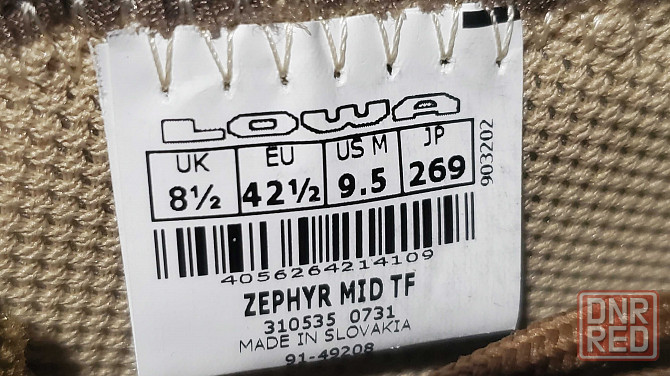 LOWA
UK EU US M JP
8½ 42½ 9.5 269
903202
4056264214109
ZEPHYR MID TF
310535 0731
MADE IN SLOVAKIA
91-49208
DNR
RED